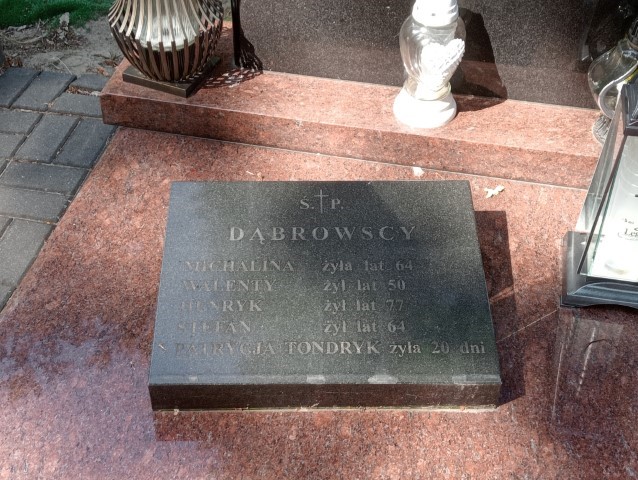 Ś.†P.
DĄBROWSCY
MICHALINA żyła lat 64
WALENTY żył lat 50
HENRYK żył lat 77
STEFAN żył lat 64
PATRYCJA TONDRYK żyła 20 dni